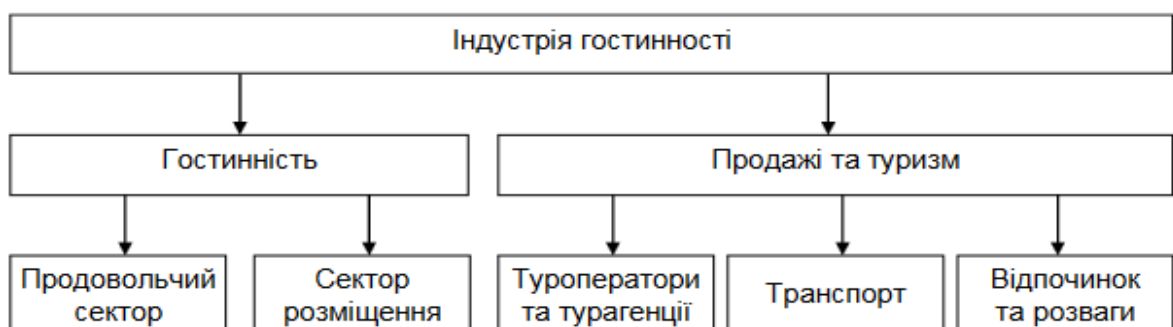 Індустрія гостинності
Гостинність
Продажі та туризм
Продовольчий
сектор
Сектор
розміщення
Туроператори
та турагенції
Транспорт
Відпочинок
та розваги